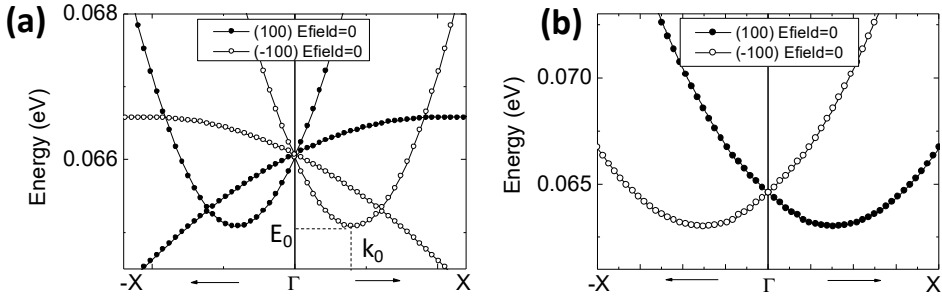 (a)
0.068
(100) Efield=0
(-100) Efield=0
Energy (eV)
0.066
E₀
k₀
-X
Γ
X
(b)
(100) Efield=0
(-100) Efield=0
0.070
Energy (eV)
0.065
-X
Γ
X